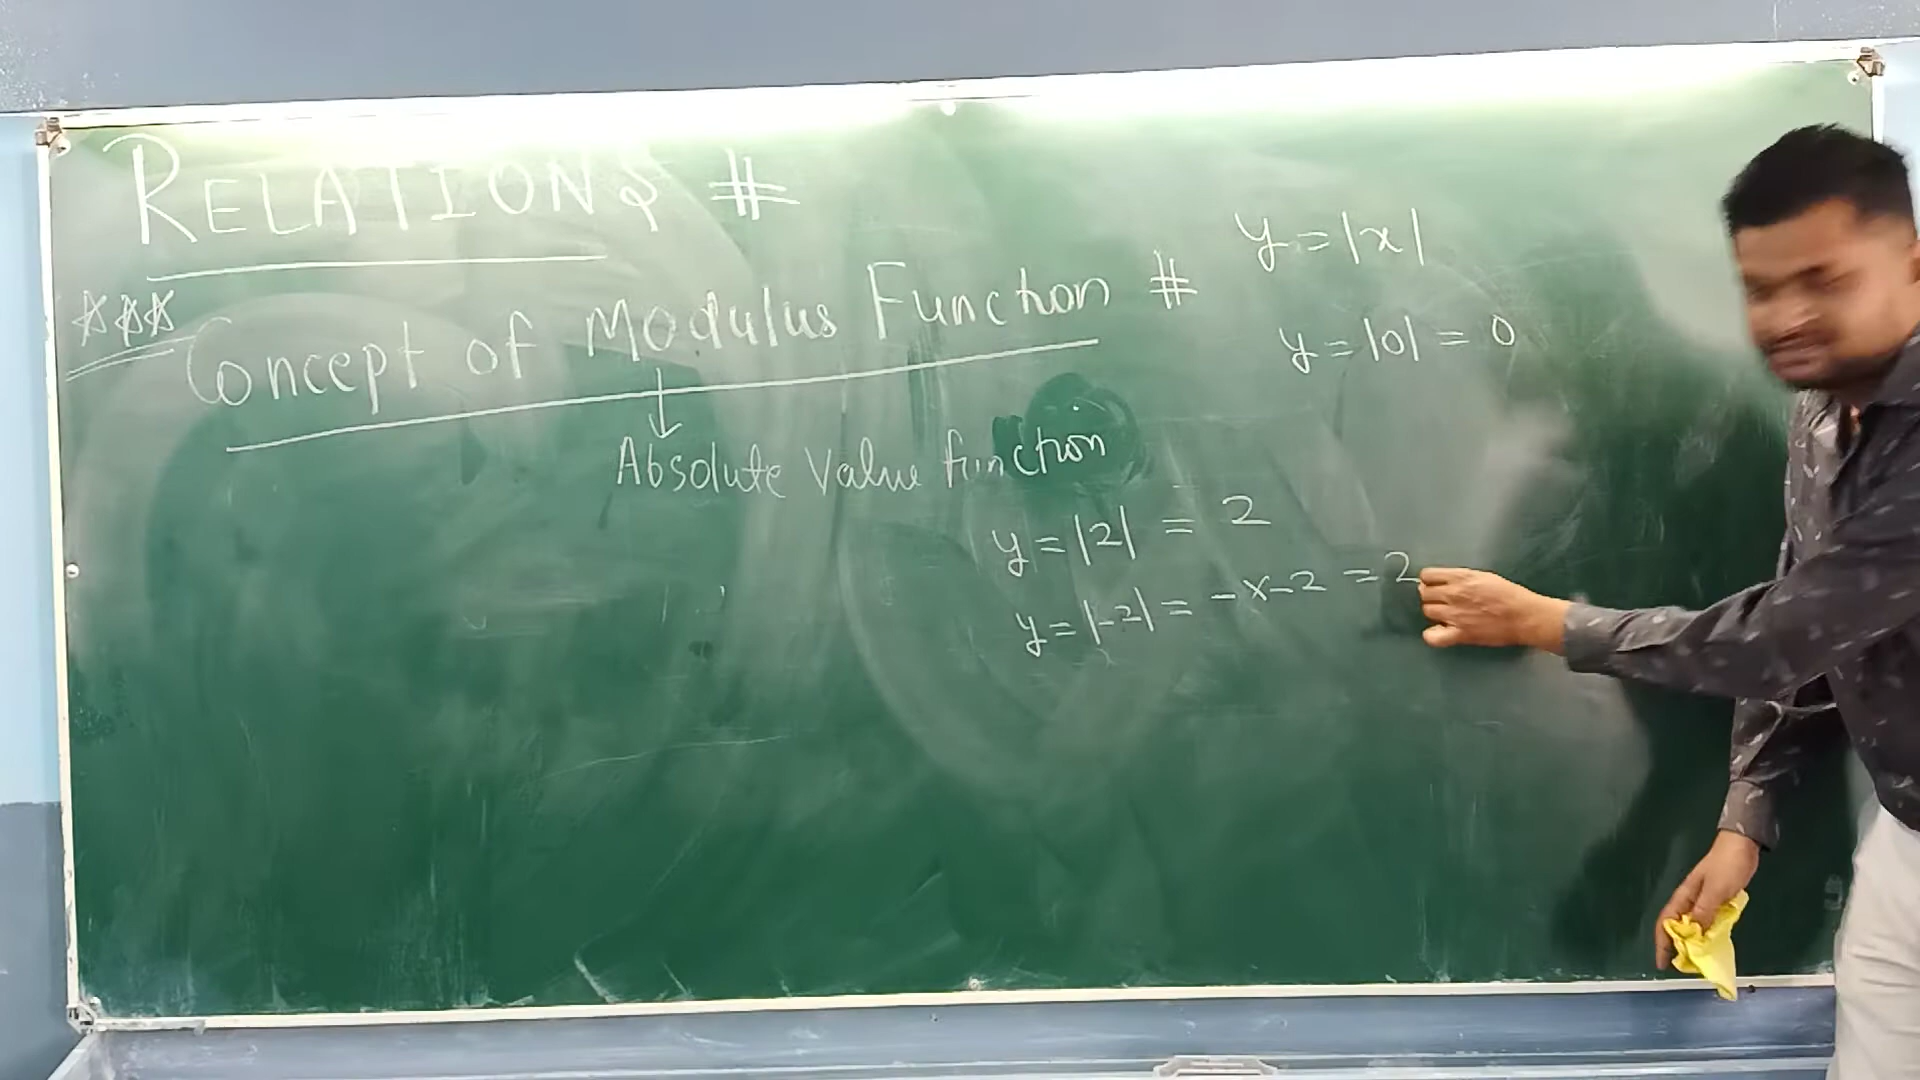 RELATIONS #
*** Concept of Modulus Function #
↓
Absolute Value function
y = |x|
y = |0| = 0
y = |2| = 2
y = |-2| = -x-2 = 2